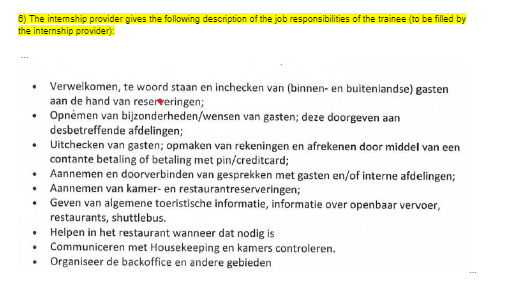 6) The internship provider gives the following description of the job responsibilities of the trainee (to be filled by
the internship provider):
...
• Verwelkomen, te woord staan en inchecken van (binnen- en buitenlandse) gasten
aan de hand van reserveringen;
• Opnemen van bijzonderheden/wensen van gasten; deze doorgeven aan
desbetreffende afdelingen;
• Uitchecken van gasten; opmaken van rekeningen en afrekenen door middel van een
contante betaling of betaling met pin/creditcard;
• Aannemen en doorverbinden van gesprekken met gasten en/of interne afdelingen;
• Aannemen van kamer- en restaurantreserveringen;
• Geven van algemene toeristische informatie, informatie over openbaar vervoer,
restaurants, shuttlebus.
• Helpen in het restaurant wanneer dat nodig is
• Communiceren met Housekeeping en kamers controleren.
• Organiseer de backoffice en andere gebieden
...